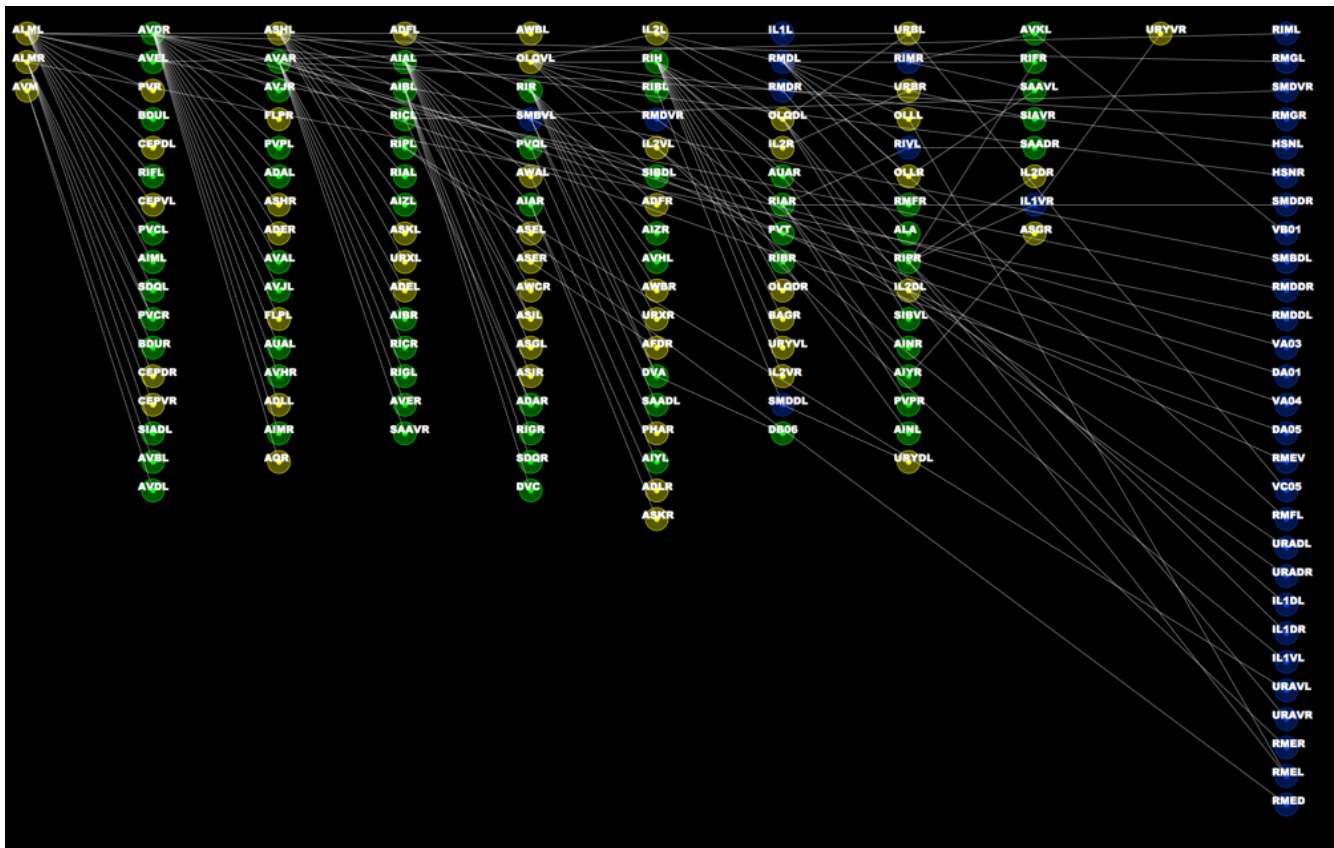 ALML AVDR ASHL ADFL AWBL IL2L IL1L URBL AVKL URYVR RIML
ALMR AVEL AVAR AIAL OLQVL RIH RMDL RIMR RIFR RMGL
AVM PVR AVJR AIBL RIR RIBL RMDR URBR SAAVL SMDVR
BDUL FLPR RICL SMBVL RMDVR OLQDL OLLL SIAVR RMGR
CEPDL PVPL RIPL PVQL IL2VL IL2R RIVL SAADR HSNL
RIFL ADAL RIAL AWAL SIBDL AUAR OLLR IL2DR HSNR
CEPVL ASHR AIZL AIAR ADFR RIAR RMFR IL1VR SMDDR
PVCL ADER ASKL ASEL AIZR PVT ALA ASGR VB01
AIML AVAL URXL ASER AVHL RIBR RIPR SMBDL
SDQL AVJL ADEL AWCR AWBR OLQDR IL2DL RMDDR
PVCR FLPL AIBR ASJL URXR BAGR SIBVL RMDDL
BDUR AUAL RICR ASGL AFDR URYVL AINR VA03
CEPDR AVHR RIGL ASIR DVA IL2VR AIYR DA01
CEPVR ADLL AVER ADAR SAADL SMDDL PVPR VA04
SIADL AIMR SAAVR RIGR PHAR DB06 AINL DA05
AVBL AQR SDQR AIYL URYDL RMEV
AVDL DVC ADLR VC05
ASKR RMFL
URADL
URADR
IL1DL
IL1DR
IL1VL
URAVL
URAVR
RMER
RMEL
RMED